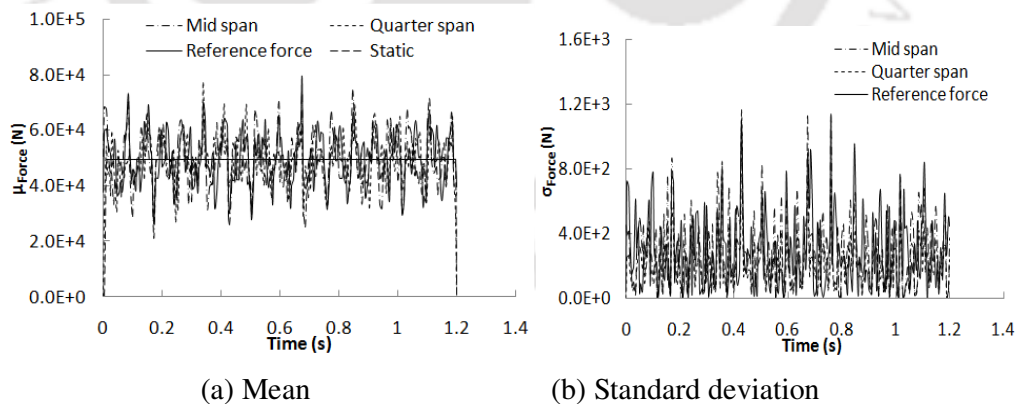 1.0E+5
8.0E+4
6.0E+4
4.0E+4
2.0E+4
0.0E+0
μForce (N)
Mid span
Quarter span
Reference force
Static
0 0.2 0.4 0.6 0.8 1 1.2 1.4
Time (s)
(a) Mean
1.6E+3
1.2E+3
8.0E+2
4.0E+2
0.0E+0
σForce (N)
Mid span
Quarter span
Reference force
0 0.2 0.4 0.6 0.8 1 1.2 1.4
Time (s)
(b) Standard deviation